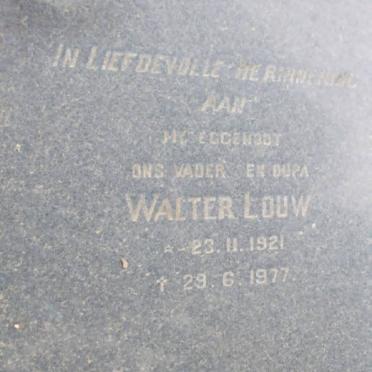 IN LIEFDEVOLLE HERINNERING
AAN
MY EGGENOOT
ONS VADER EN OUPA
WALTER LOUW
* 23.11.1921
† 29.6.1977